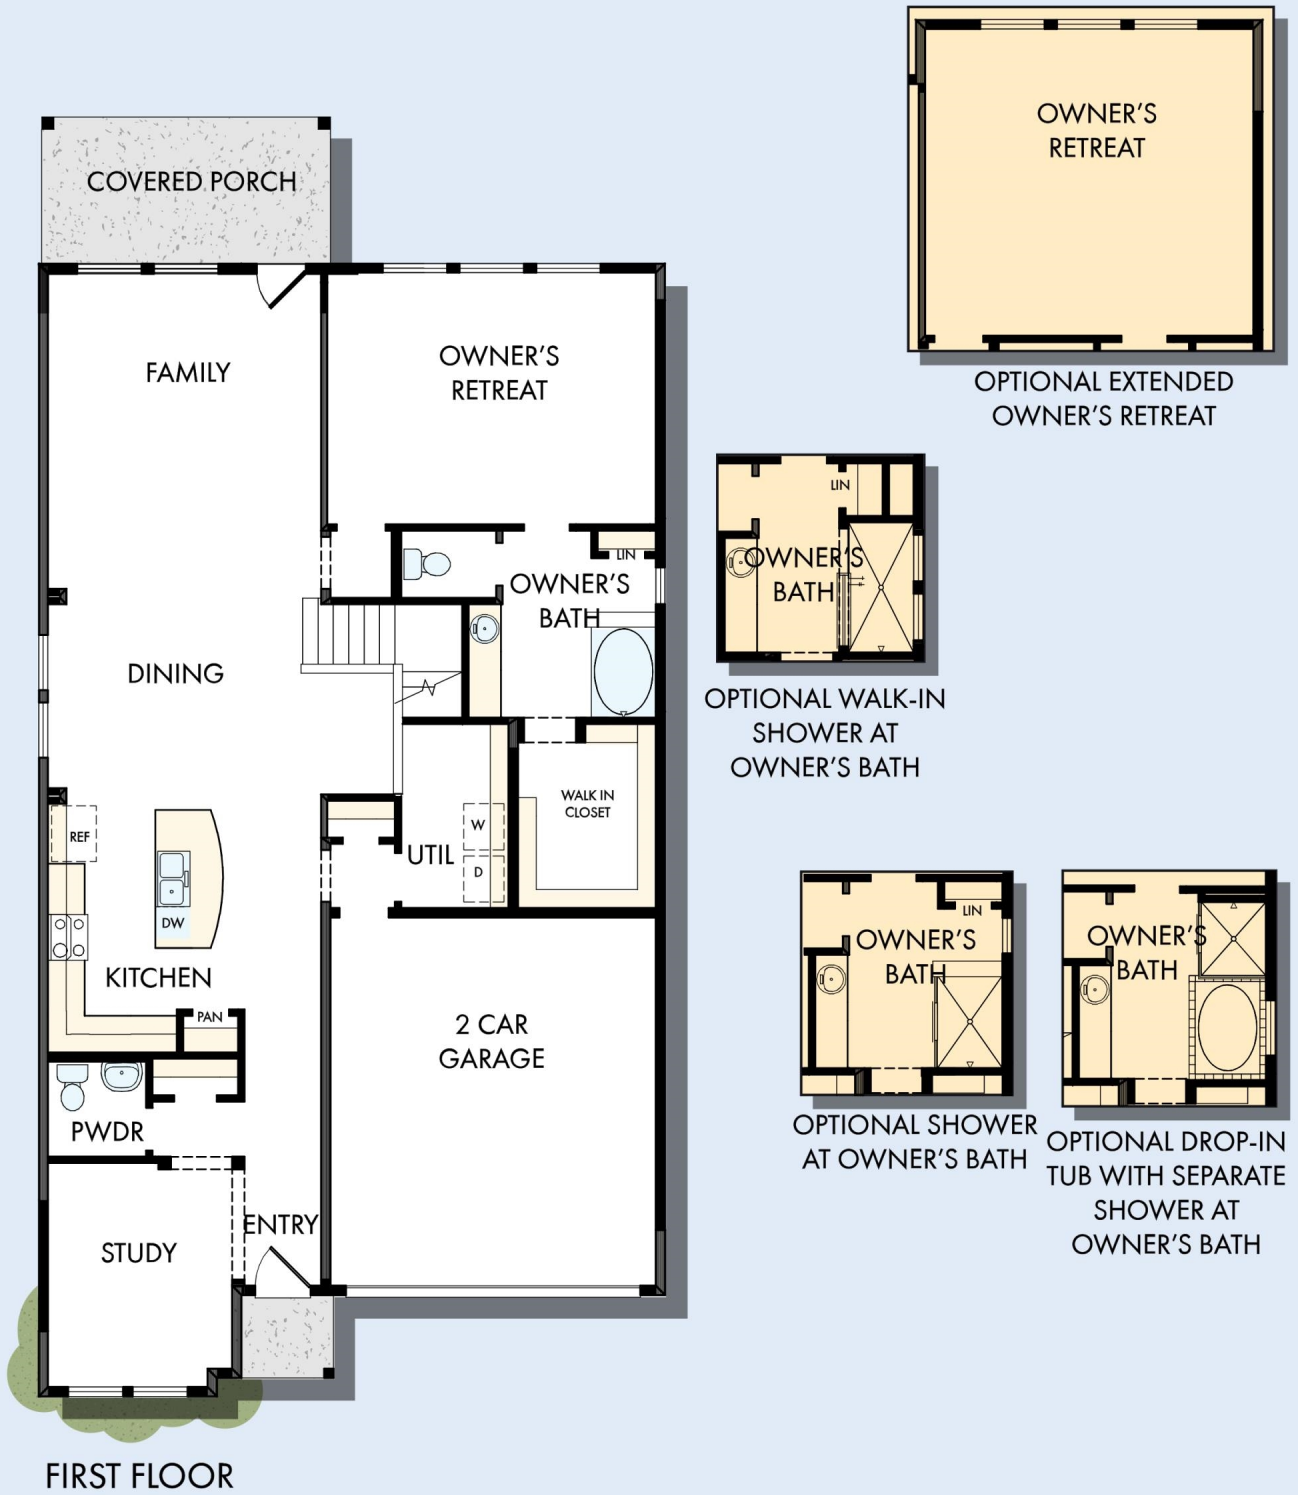 COVERED PORCH
FAMILY
OWNER'S
RETREAT
LIN
OWNER'S
BATH
DINING
WALK IN
CLOSET
REF
W
UTIL
D
DW
KITCHEN
PAN
2 CAR
GARAGE
PWDR
ENTRY
STUDY
FIRST FLOOR
OWNER'S
RETREAT
OPTIONAL EXTENDED
OWNER'S RETREAT
LIN
OWNER'S
BATH
OPTIONAL WALK-IN
SHOWER AT
OWNER'S BATH
LIN
OWNER'S
BATH
OPTIONAL SHOWER
AT OWNER'S BATH
OWNER'S
BATH
OPTIONAL DROP-IN
TUB WITH SEPARATE
SHOWER AT
OWNER'S BATH